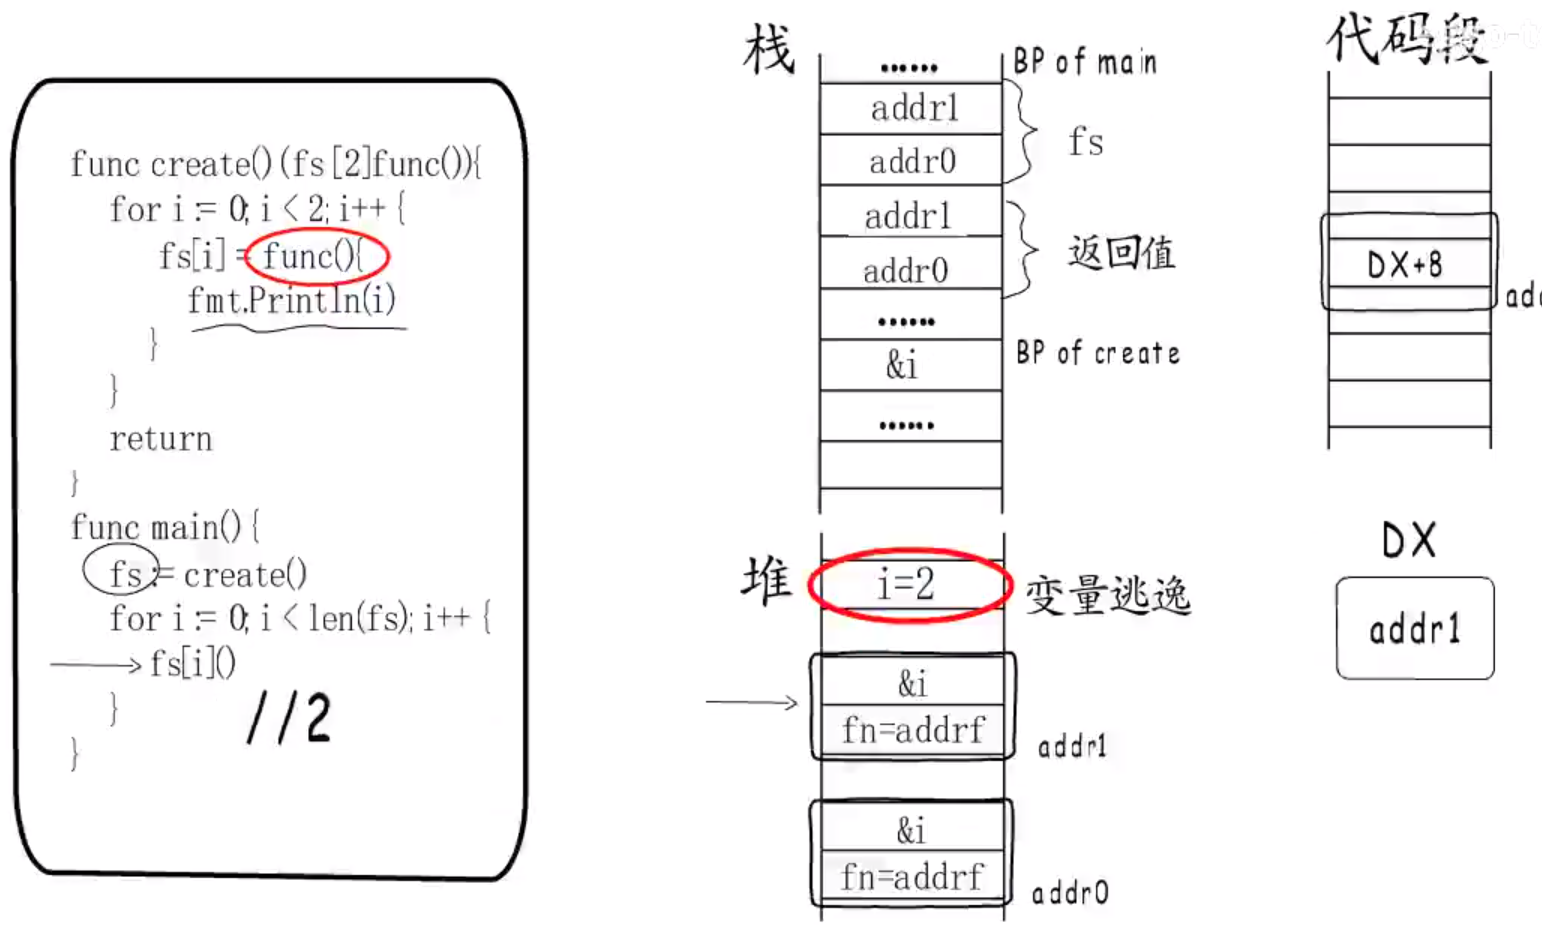 func create()(fs[2]func()){
for i := 0; i < 2; i++ {
fs[i] = func(){
fmt.Println(i)
}
}
return
}
func main(){
fs := create()
for i := 0; i < len(fs); i++ {
fs[i]()
}
//2
}
栈
......
BP of main
addr1
addr0
fs
addr1
addr0
返回值
......
&i
BP of create
......
堆
i=2
变量逃逸
&i
fn=addrf
addr1
&i
fn=addrf
addr0
代码段
DX+8
DX
addr1